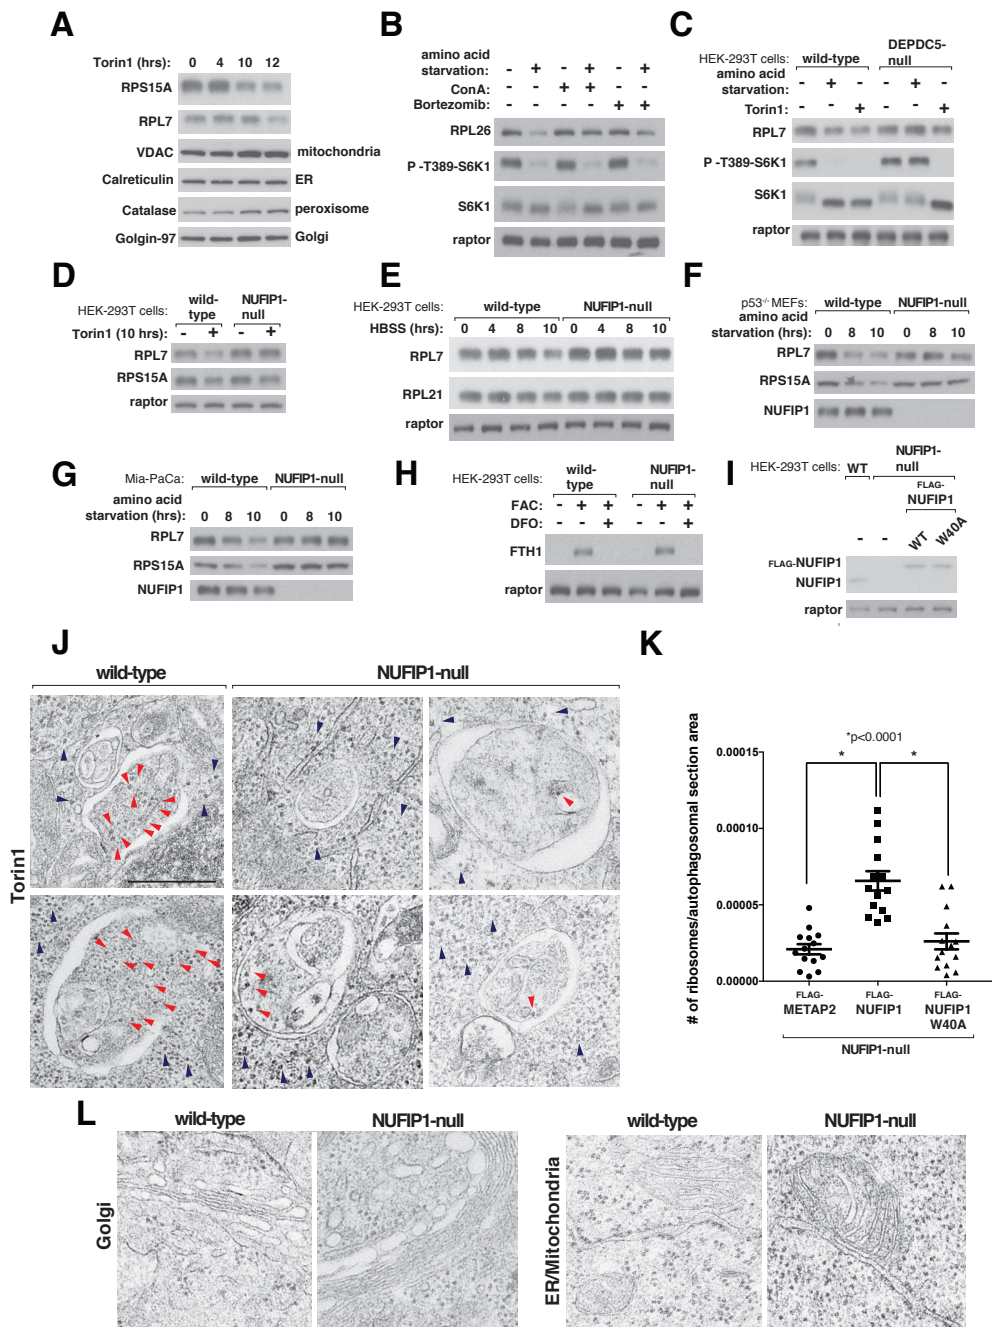 A
Torin1 (hrs):
0 4 10 12
RPS15A
RPL7
VDAC mitochondria
Calreticulin ER
Catalase peroxisome
Golgin-97 Golgi
B
amino acid
starvation: - + - + - +
ConA: - - + + - -
Bortezomib: - - - - + +
RPL26
P -T389-S6K1
S6K1
raptor
C
DEPDC5-
HEK-293T cells: wild-type null
amino acid
starvation: - + - - + -
Torin1: - - + - - +
RPL7
P -T389-S6K1
S6K1
raptor
D
wild- NUFIP1-
HEK-293T cells: type null
Torin1 (10 hrs) - + - +
RPL7
RPS15A
raptor
E
HEK-293T cells: wild-type NUFIP1-null
HBSS (hrs): 0 4 8 10 0 4 8 10
RPL7
RPL21
raptor
F
p53-/- MEFs: wild-type NUFIP1-null
amino acid
starvation (hrs) 0 8 10 0 8 10
RPL7
RPS15A
NUFIP1
G
Mia-PaCa: wild-type NUFIP1-null
amino acid
starvation (hrs): 0 8 10 0 8 10
RPL7
RPS15A
NUFIP1
H
wild- NUFIP1-
HEK-293T cells: type null
FAC: - + + - + +
DFO: - - + - - +
FTH1
raptor
I
NUFIP1-
HEK-293T cells: WT null
FLAG-
NUFIP1
- - WT W40A
FLAG-NUFIP1
NUFIP1
raptor
J
wild-type NUFIP1-null
Torin1
K
# of ribosomes/autophagosomal section area
*p<0.0001
* *
0.00015
0.00010
0.00005
0.00000
FLAG- FLAG- FLAG-
METAP2 NUFIP1 NUFIP1
W40A
NUFIP1-null
L
wild-type NUFIP1-null wild-type NUFIP1-null
Golgi
ER/Mitochondria